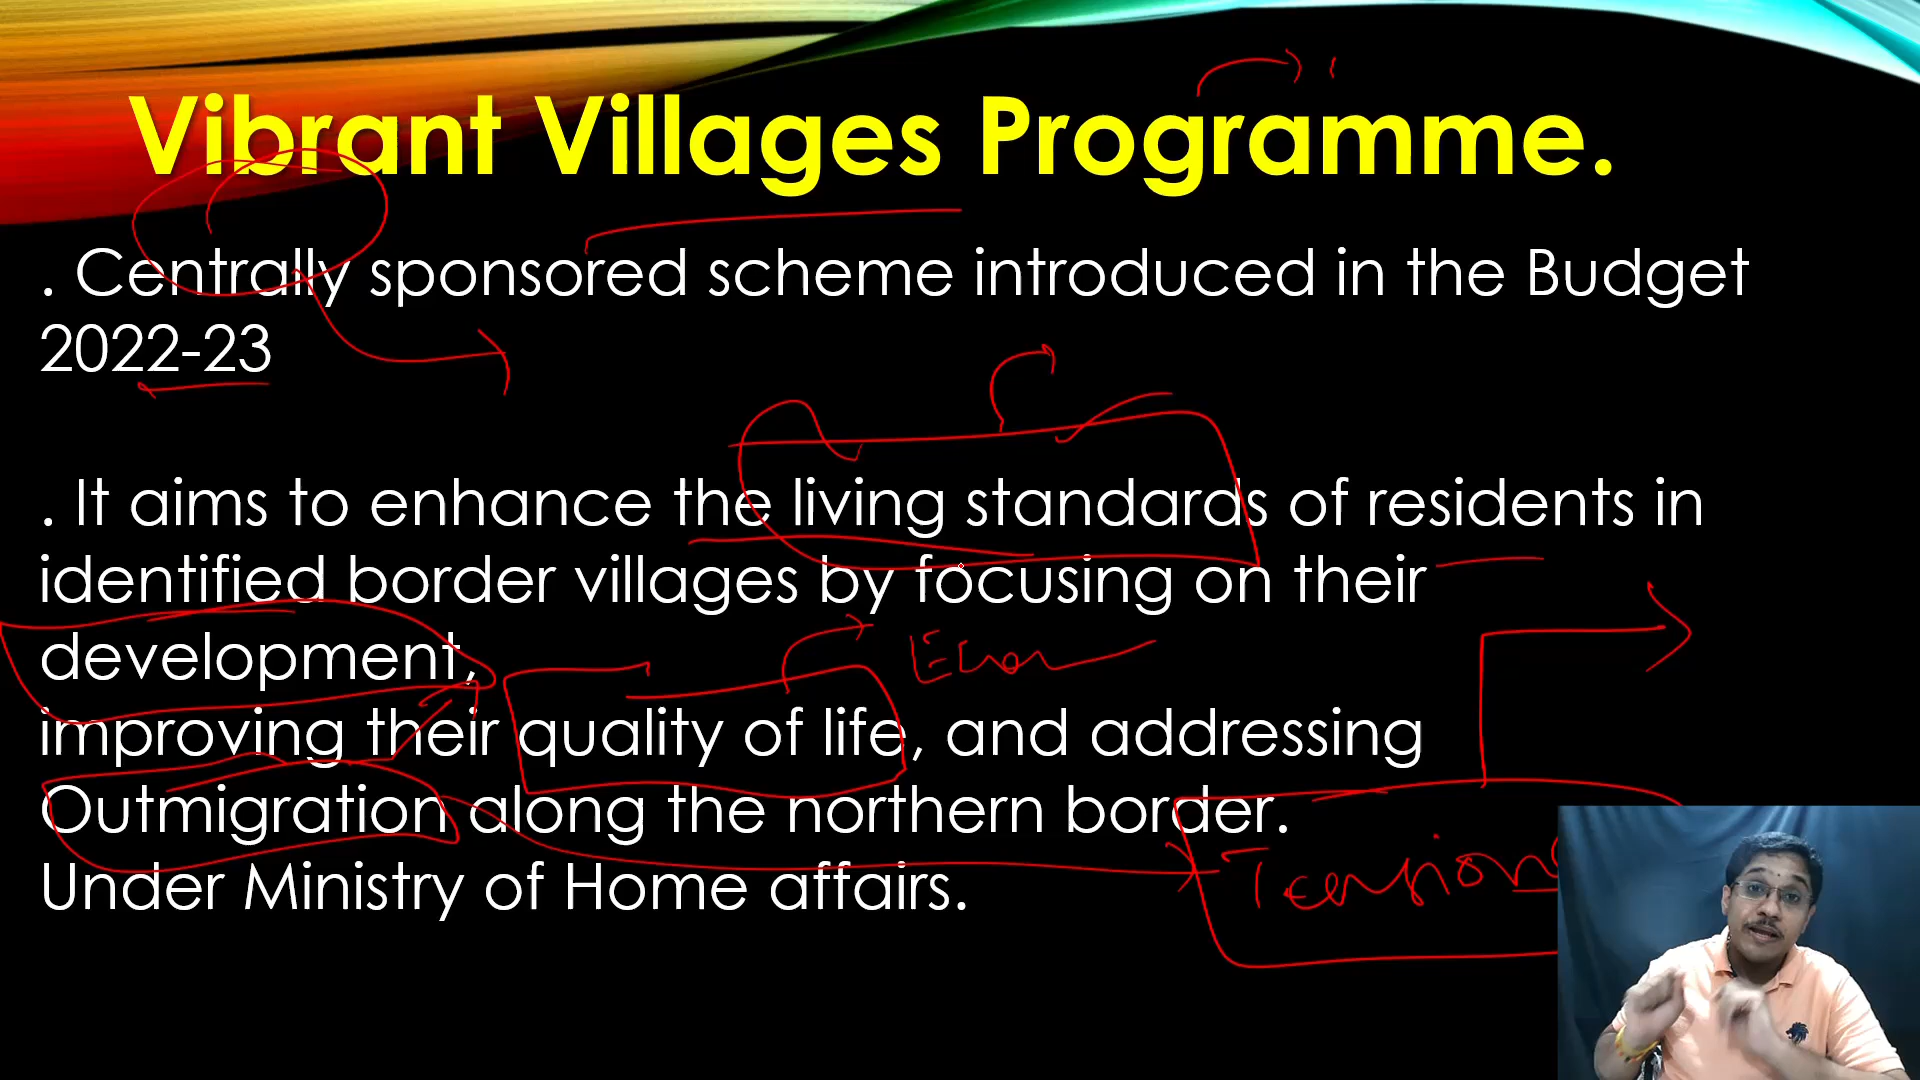 Vibrant Villages Programme.
. Centrally sponsored scheme introduced in the Budget
2022-23
. It aims to enhance the living standards of residents in
identified border villages by focusing on their
development,
improving their quality of life, and addressing
Outmigration along the northern border.
Under Ministry of Home affairs.
Tension